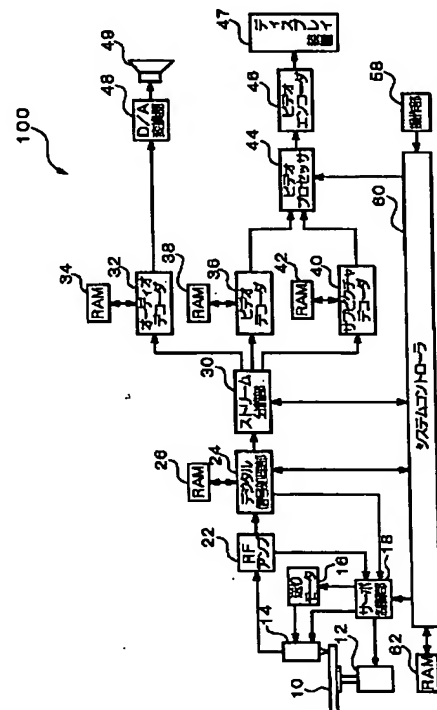 100
49
48
D/A
変換部
34
RAM
32
オーディオ
デコーダ
38
RAM
36
ビデオ
デコーダ
42
RAM
40
サブピクチャ
デコーダ
47
ディスプレイ
装置
46
ビデオ
エンコーダ
44
ビデオ
プロセッサ
58
操作部
60
システムコントローラ
30
ストリーム
分離部
26
RAM
24
デジタル
信号処理部
22
RF
アンプ
18
サーボ
制御部
16
送り
モータ
14
12
10
62
RAM